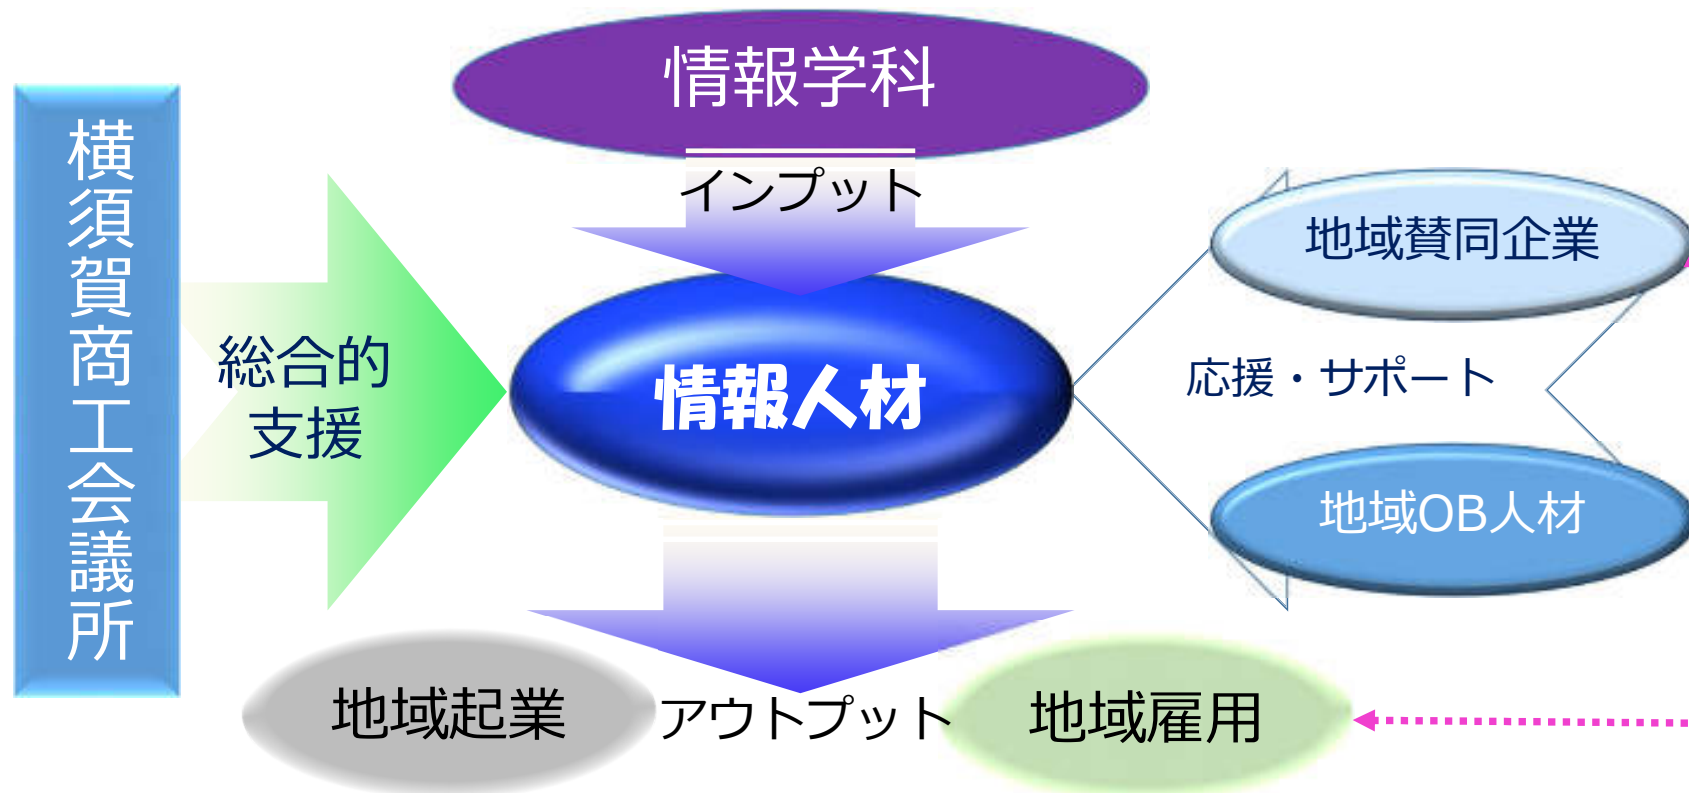 情報学科
横須賀商工会議所
インプット
地域賛同企業
総合的
支援
情報人材
応援・サポート
地域OB人材
地域起業
アウトプット
地域雇用